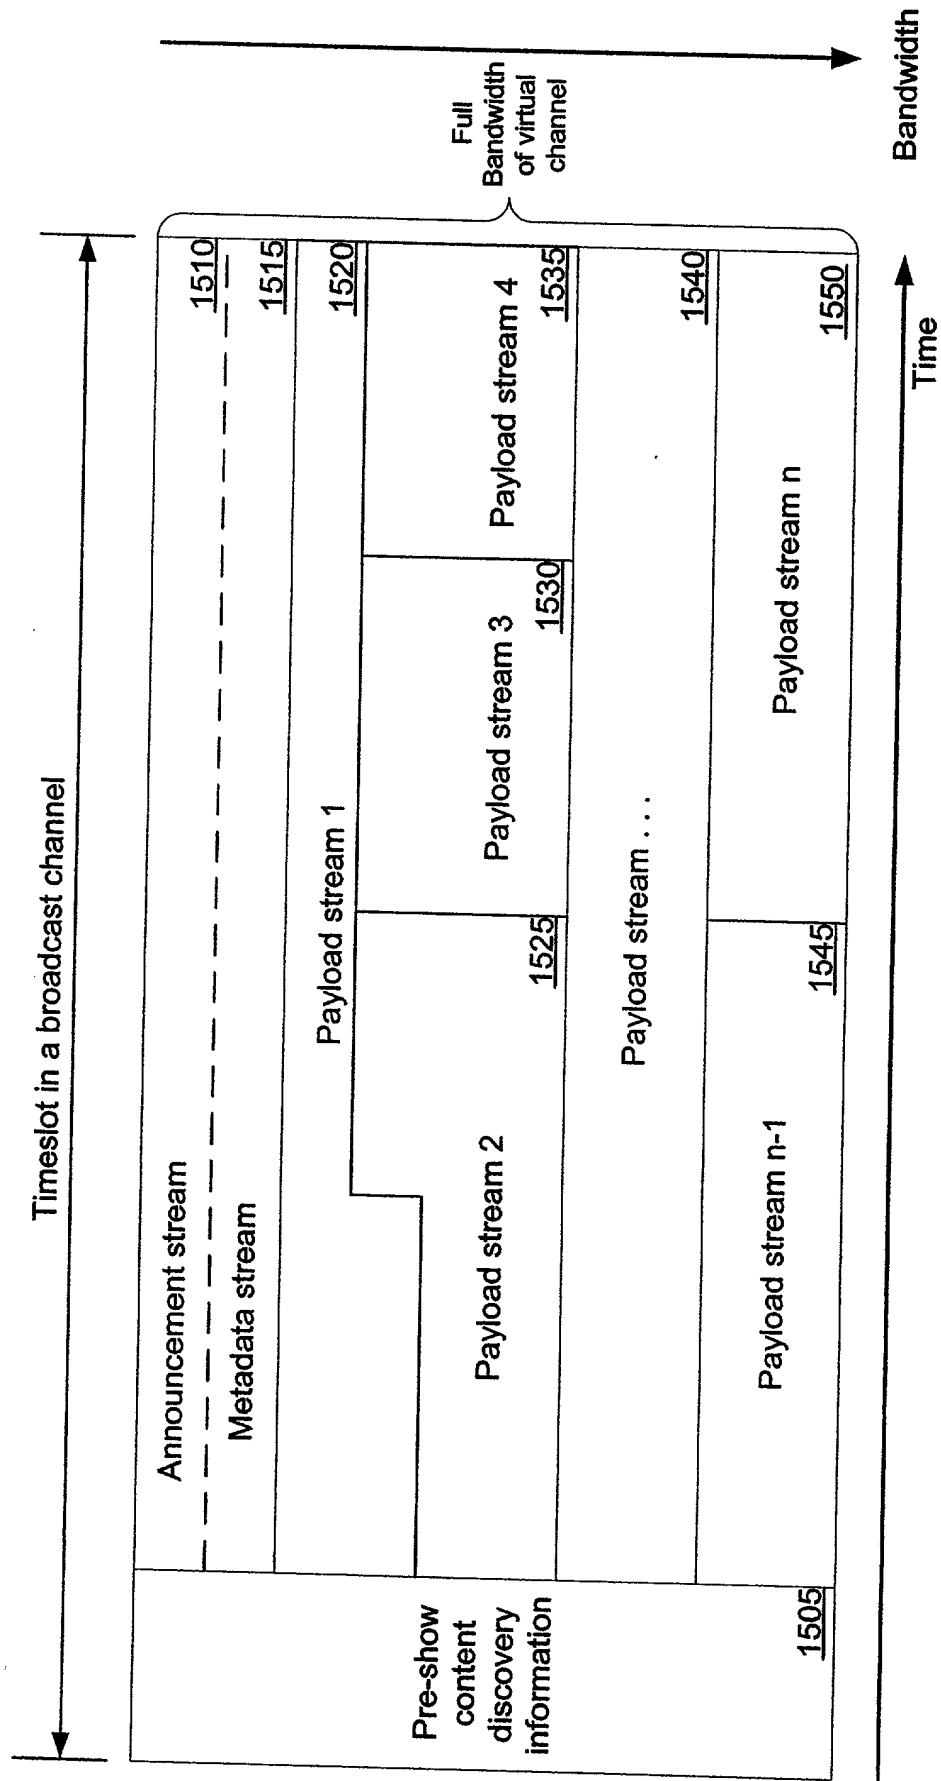 Timeslot in a broadcast channel
Pre-show
content
discovery
information
1505
Announcement stream
1510
Metadata stream
1515
Payload stream 1
1520
Payload stream 2
1525
Payload stream 3
1530
Payload stream 4
1535
Payload stream . . .
1540
Payload stream n-1
1545
Payload stream n
1550
Full
Bandwidth
of virtual
channel
Time
Bandwidth